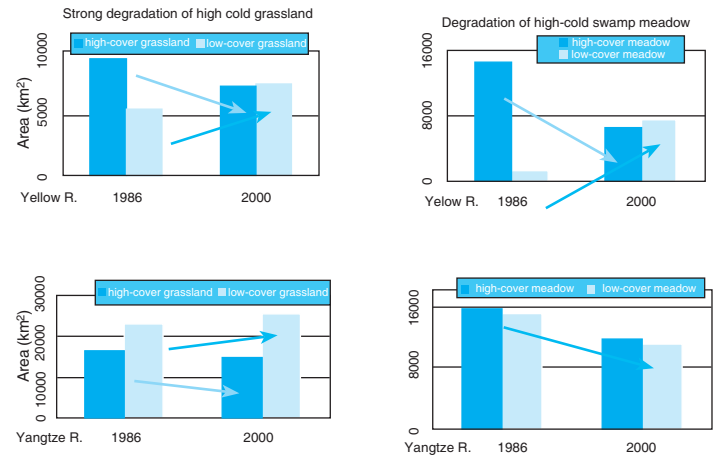 Strong degradation of high cold grassland
high-cover grassland low-cover grassland
Area (km²)
10000
5000
0
Yellow R. 1986 2000
Degradation of high-cold swamp meadow
high-cover meadow
low-cover meadow
16000
8000
0
Yelow R. 1986 2000
high-cover grassland low-cover grassland
Area (km²)
30000
20000
10000
0
Yangtze R. 1986 2000
high-cover meadow low-cover meadow
16000
8000
0
Yangtze R. 1986 2000